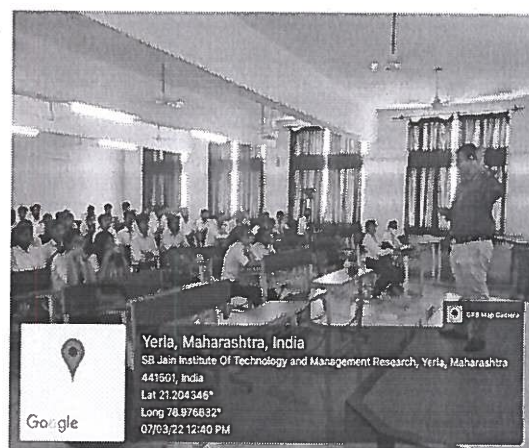 GPS Map Camera
Yerla, Maharashtra, India
SB Jain Institute Of Technology and Management Research, Yerla, Maharashtra
441501, India
Lat 21.204346°
Long 78.976832°
07/03/22 12:40 PM
Google